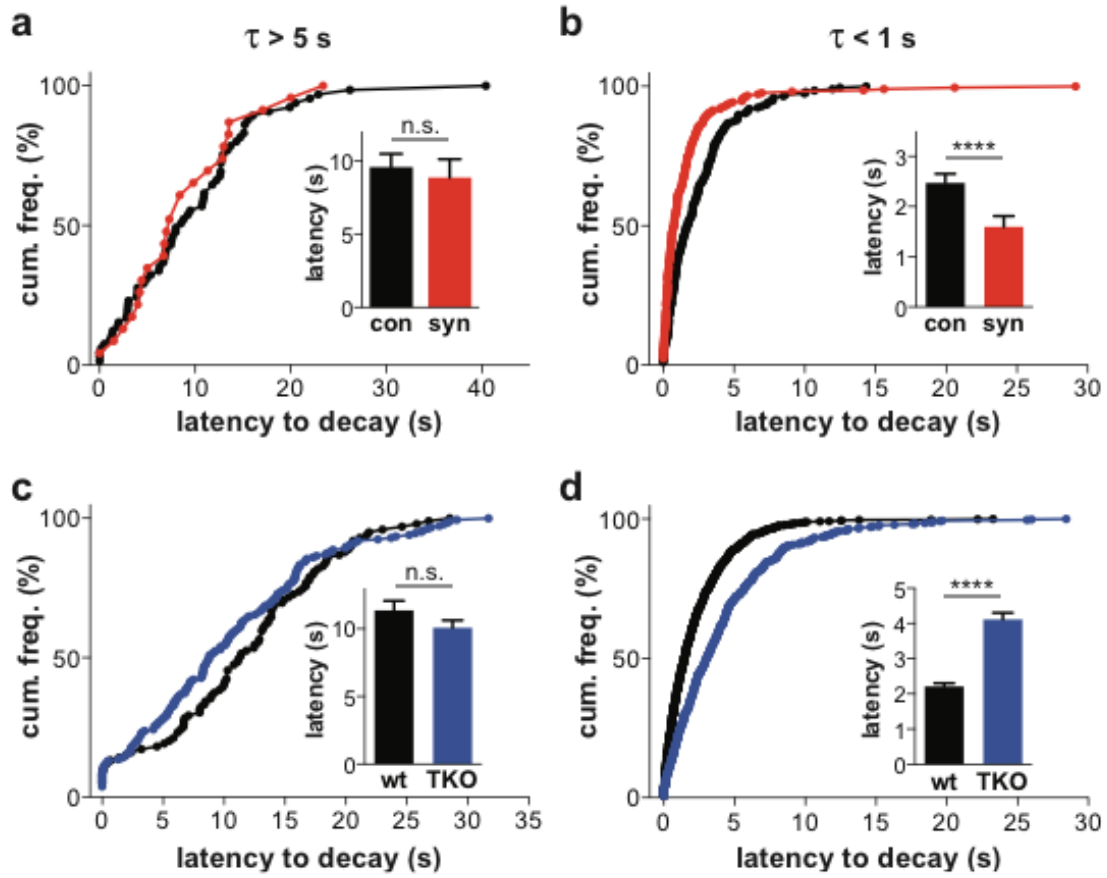 a
τ > 5 s
100
50
0
cum. freq. (%)
0 10 20 30 40
latency to decay (s)
n.s.
10
5
0
latency (s)
con syn
b
τ < 1 s
100
50
0
cum. freq. (%)
0 5 10 15 20 25 30
latency to decay (s)
****
3
2
1
0
latency (s)
con syn
c
100
50
0
cum. freq. (%)
0 5 10 15 20 25 30 35
latency to decay (s)
n.s.
10
5
0
latency (s)
wt TKO
d
100
50
0
cum. freq. (%)
0 5 10 15 20 25 30
latency to decay (s)
****
5
4
3
2
1
0
latency (s)
wt TKO